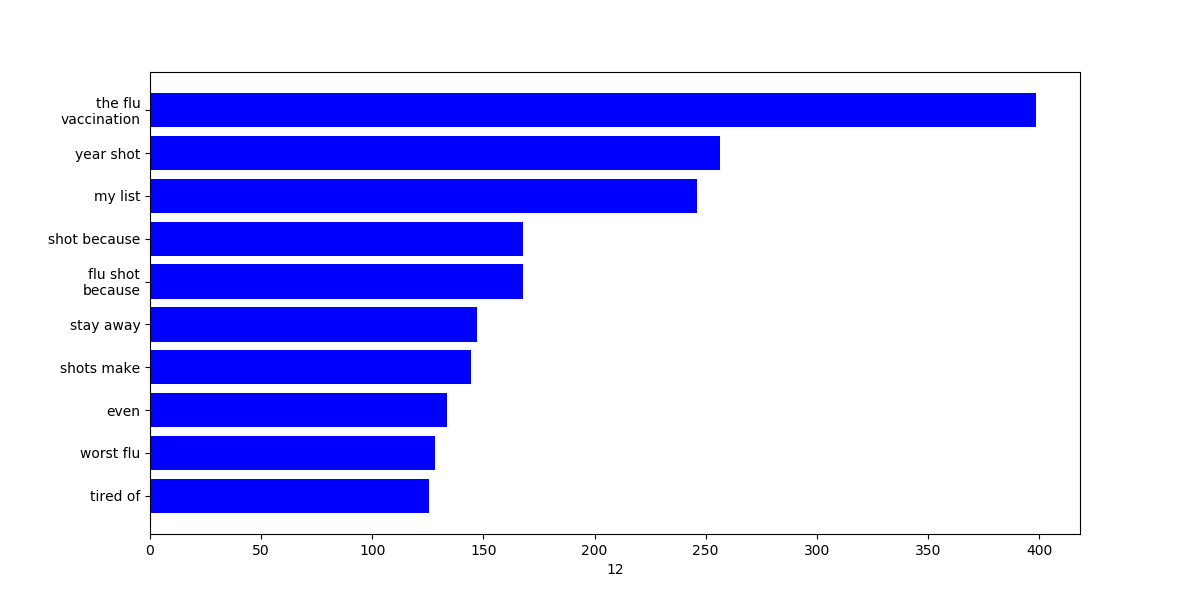 the flu
vaccination
year shot
my list
shot because
flu shot
because
stay away
shots make
even
worst flu
tired of
0 50 100 150 200 250 300 350 400
12